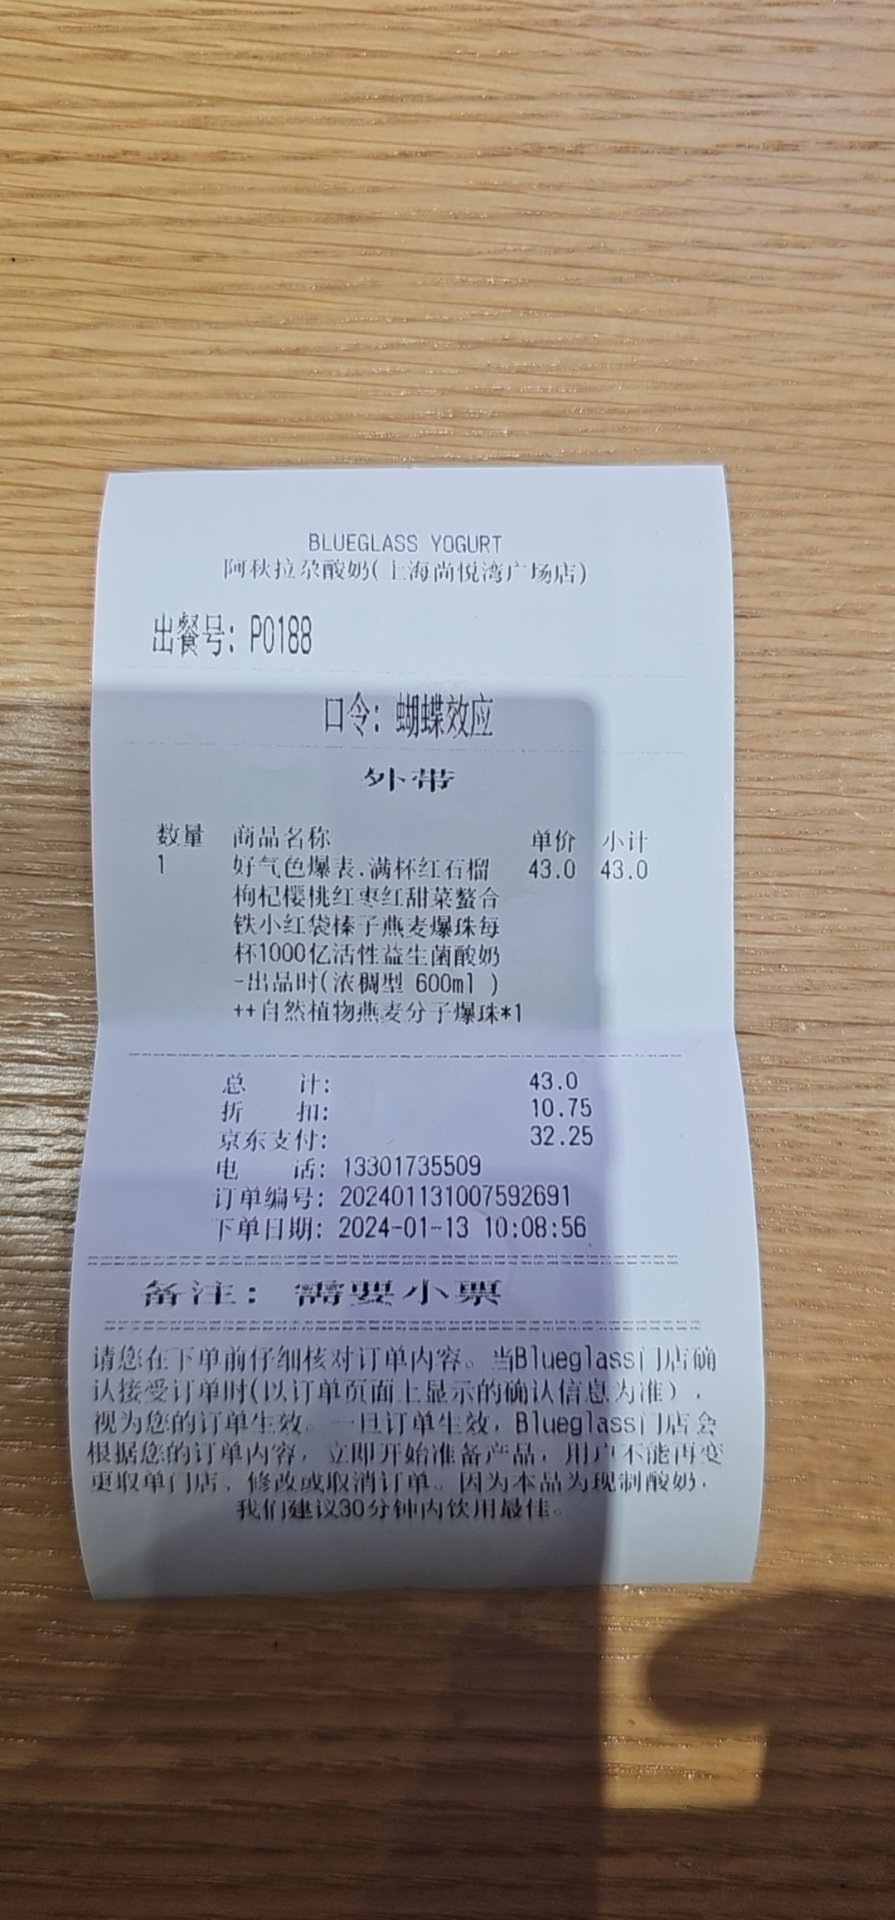 BLUEGLASS YOGURT
阿秋拉尕酸奶(上海尚悦湾广场店)
出餐号: P0188
口令: 蝴蝶效应
外带
数量 商品名称 单价 小计
1 好气色爆表.满杯红石榴 43.0 43.0
枸杞樱桃红枣红甜菜螯合
铁小红袋榛子燕麦爆珠每
杯1000亿活性益生菌酸奶
-出品时(浓稠型 600ml )
++自然植物燕麦分子爆珠*1
总 计: 43.0
折 扣: 10.75
京东支付: 32.25
电 话: 13301735509
订单编号: 202401131007592691
下单日期: 2024-01-13 10:08:56
备注: 需要小票
请您在下单前仔细核对订单内容。当Blueglass门店确
认接受订单时(以订单页面上显示的确认信息为准),
视为您的订单生效。一旦订单生效, Blueglass门店会
根据您的订单内容, 立即开始准备产品, 用户不能再变
更取单门店、修改或取消订单。因为本品为现制酸奶,
我们建议30分钟内饮用最佳。